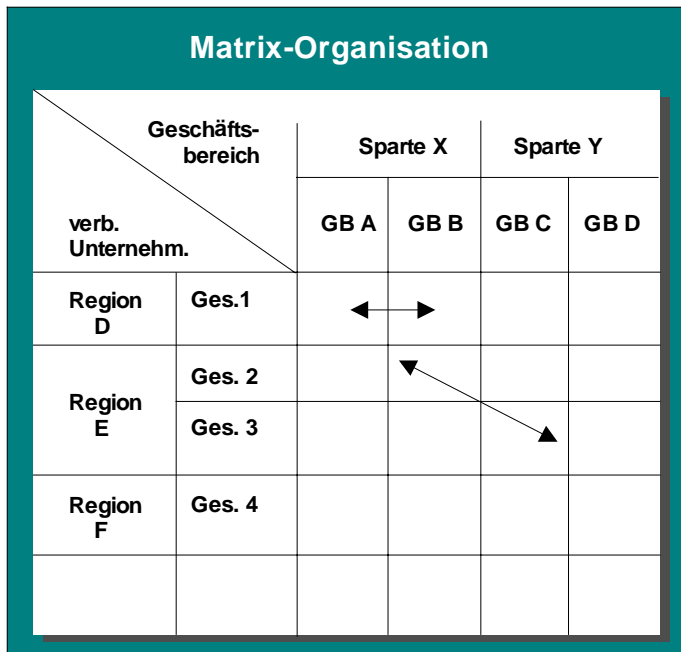 Matrix-Organisation
Geschäfts-
bereich
Sparte X
Sparte Y
verb.
Unternehm.
GB A
GB B
GB C
GB D
Region
D
Ges.1
Region
E
Ges. 2
Ges. 3
Region
F
Ges. 4